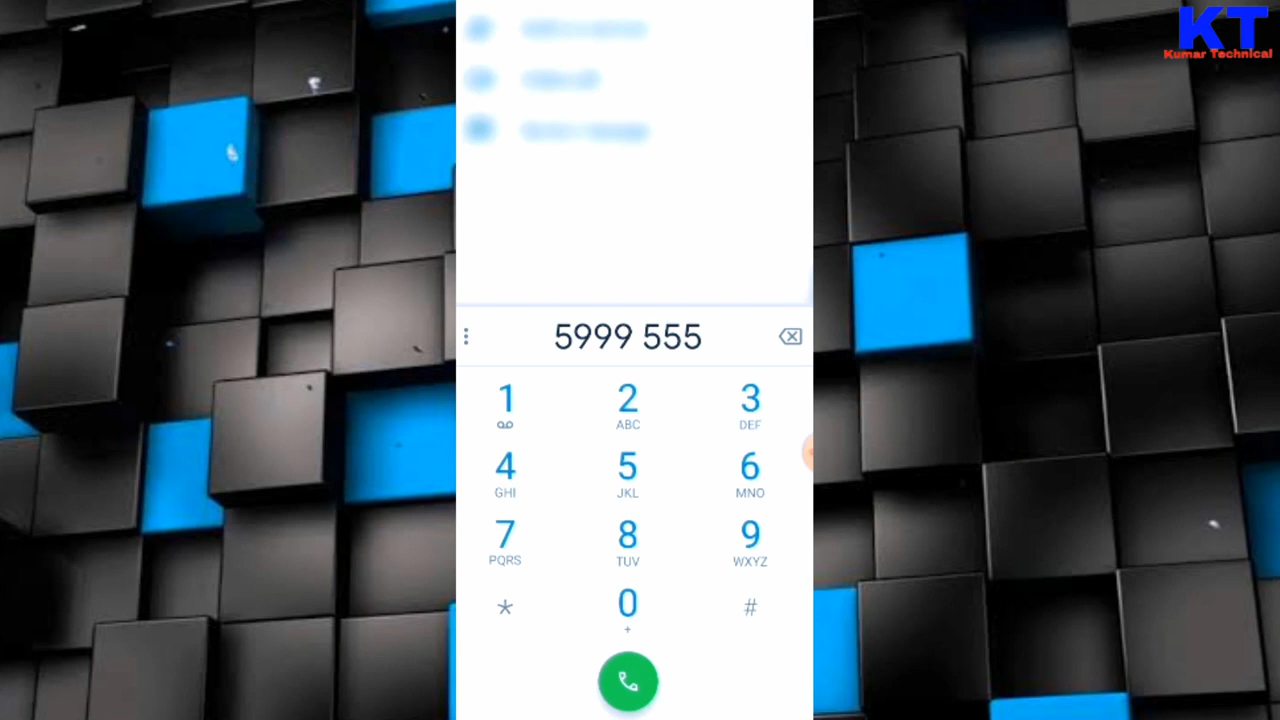 KT
Kumar Technical
5999 555
1 2 3
ABC DEF
4 5 6
GHI JKL MNO
7 8 9
PQRS TUV WXYZ
* 0 #
+